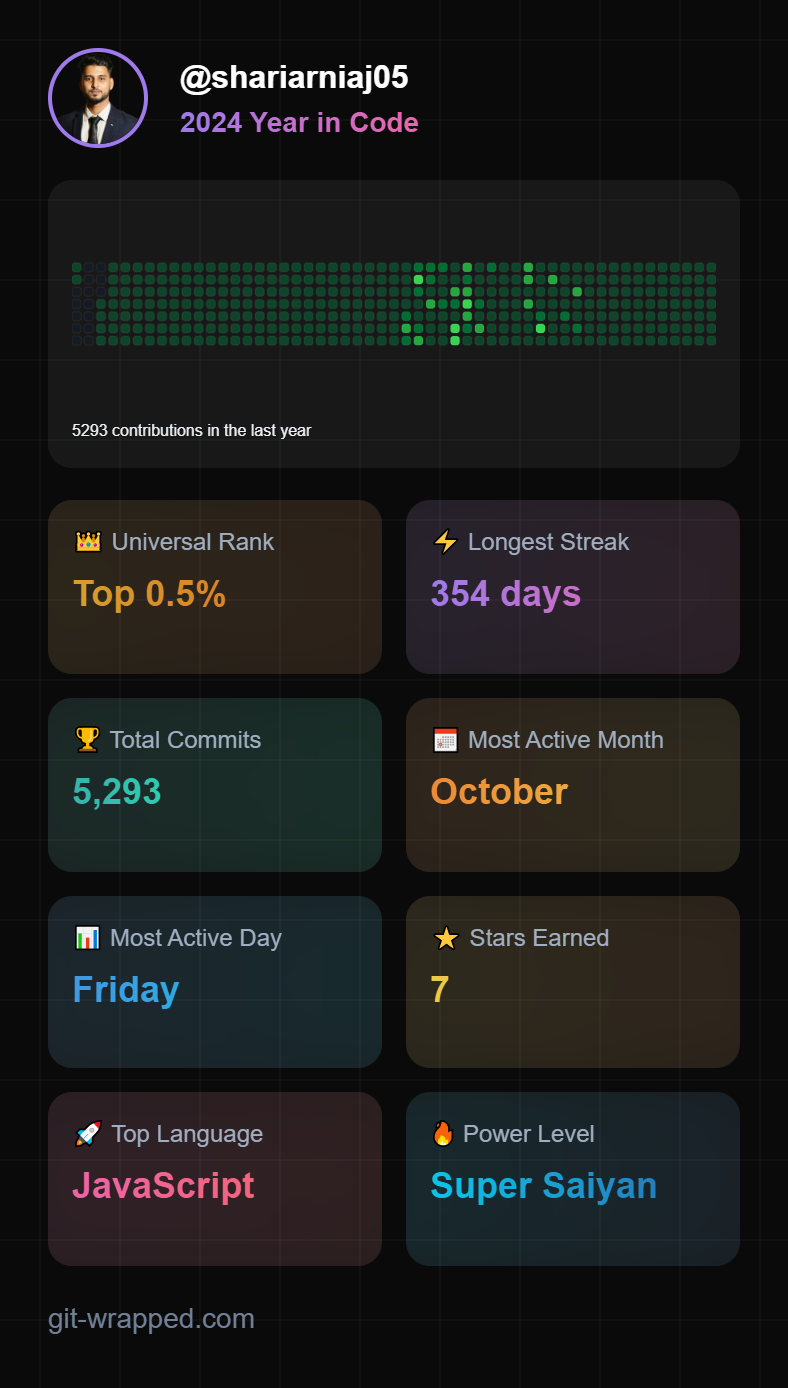 @shariarniaj05
2024 Year in Code
5293 contributions in the last year
Universal Rank
Top 0.5%
Longest Streak
354 days
Total Commits
5,293
Most Active Month
October
Most Active Day
Friday
Stars Earned
7
Top Language
JavaScript
Power Level
Super Saiyan
git-wrapped.com